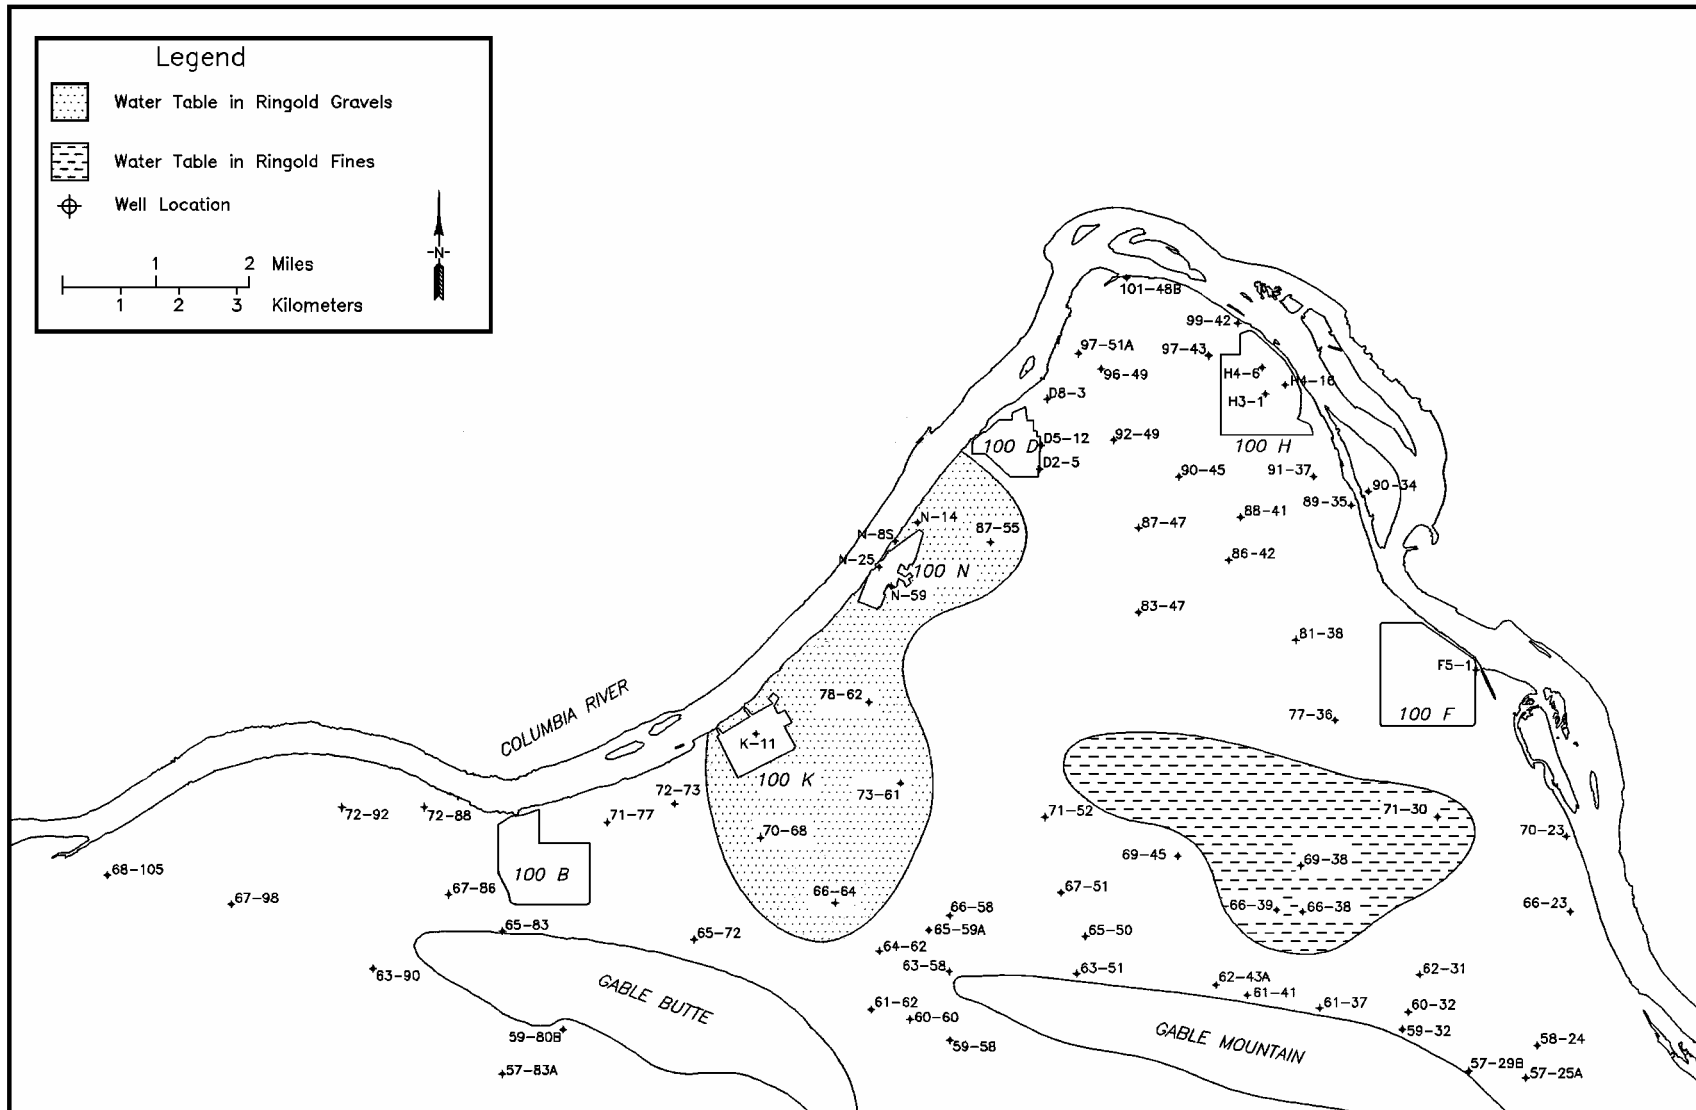 Legend
Water Table in Ringold Gravels
Water Table in Ringold Fines
Well Location
-N-
1 2 Miles
1 2 3 Kilometers
101-48B
99-42
97-51A
97-43
96-49
H4-6
H4-16
D8-3
H3-1
100 D
D5-12
92-49
100 H
D2-5
90-45
91-37
90-34
89-35
N-14
88-41
87-55
87-47
N-8S
N-25
86-42
100 N
N-59
83-47
81-38
F5-1
COLUMBIA RIVER
78-62
77-36
100 F
K-11
100 K
72-73
73-61
72-92
72-88
71-77
71-52
71-30
70-68
70-23
69-45
69-38
68-105
100 B
67-98
67-86
67-51
66-64
66-58
66-39
66-38
66-23
65-83
65-72
65-59A
65-50
64-62
63-90
63-58
63-51
62-43A
62-31
61-41
GABLE BUTTE
61-62
61-37
60-60
60-32
59-80B
59-58
GABLE MOUNTAIN
59-32
58-24
57-83A
57-29B
57-25A